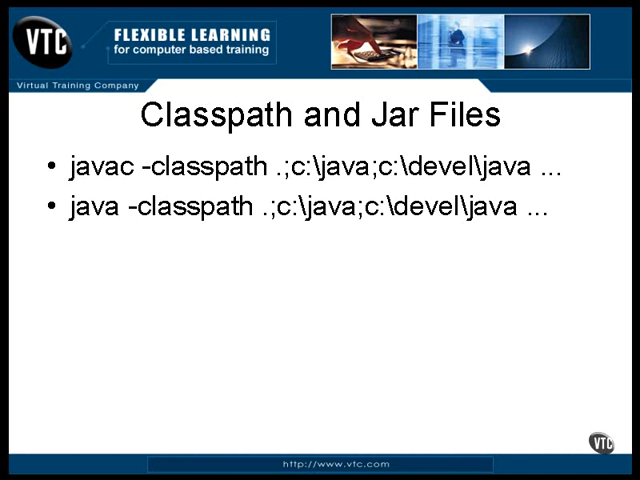 VTC
FLEXIBLE LEARNING
for computer based training
Virtual Training Company
Classpath and Jar Files
• javac -classpath .;c:\java;c:\devel\java ...
• java -classpath .;c:\java;c:\devel\java ...
VTC
http://www.vtc.com